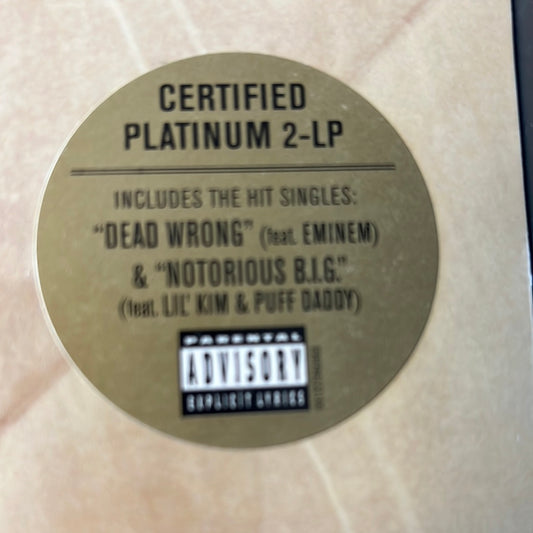 CERTIFIED
PLATINUM 2-LP
INCLUDES THE HIT SINGLES:
"DEAD WRONG" (feat. EMINEM)
& "NOTORIOUS B.I.G."
(feat. LIL' KIM & PUFF DADDY)
PARENTAL
ADVISORY
EXPLICIT LYRICS